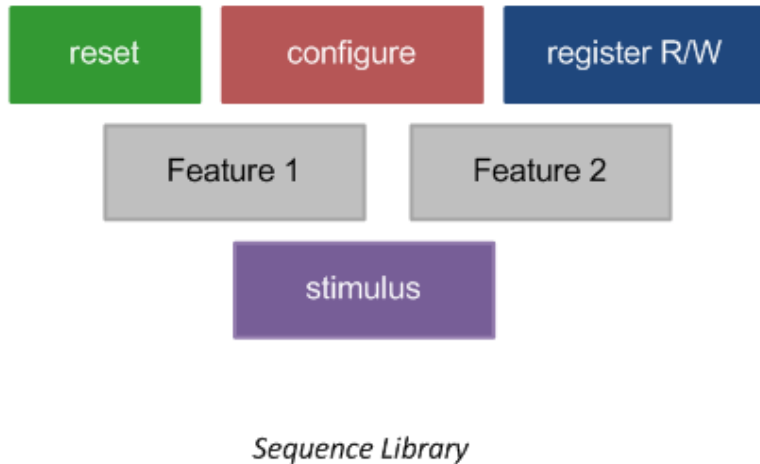 reset configure register R/W
Feature 1 Feature 2
stimulus
Sequence Library